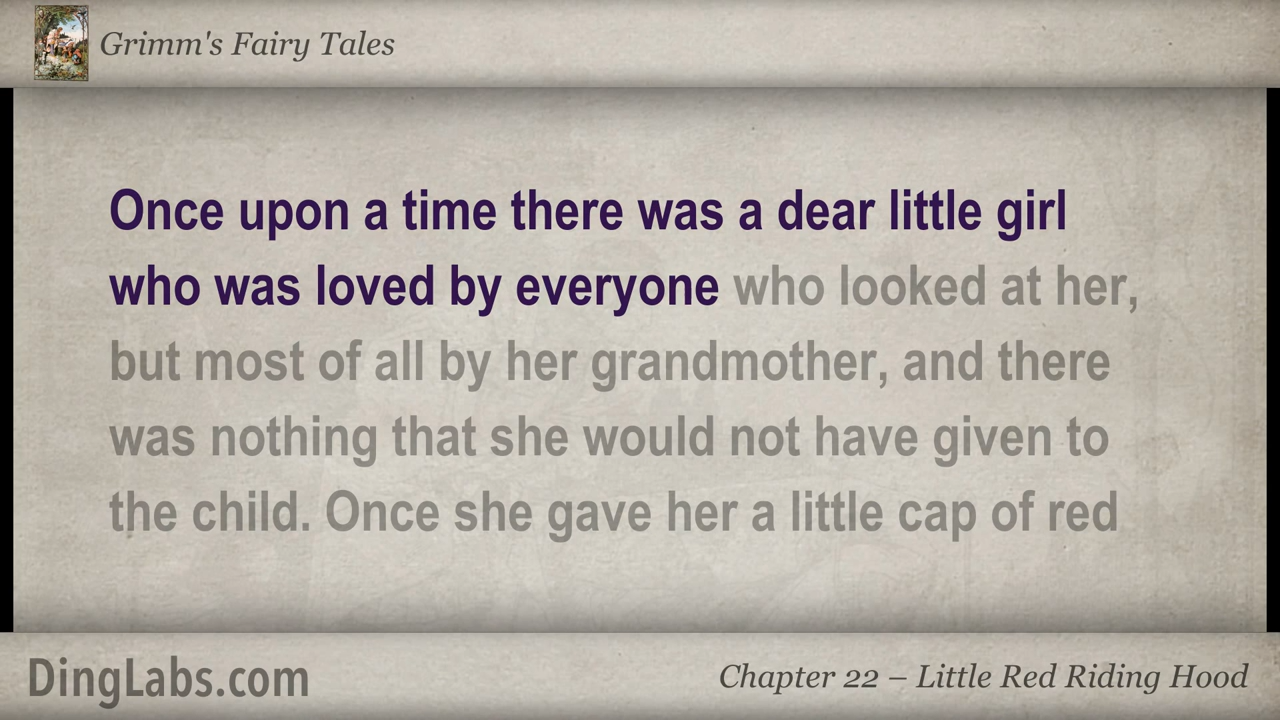 Grimm's Fairy Tales
Once upon a time there was a dear little girl
who was loved by everyone who looked at her,
but most of all by her grandmother, and there
was nothing that she would not have given to
the child. Once she gave her a little cap of red
DingLabs.com
Chapter 22 – Little Red Riding Hood